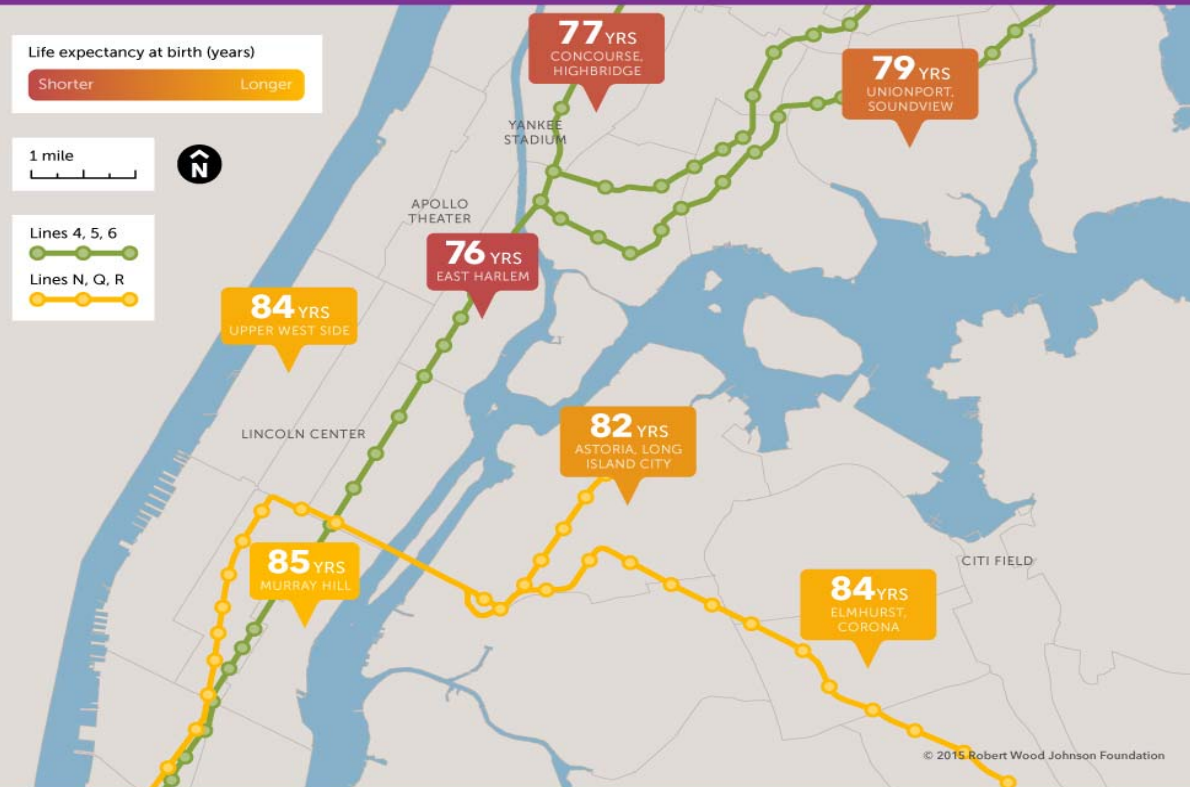 Life expectancy at birth (years)
Shorter Longer
1 mile
N
Lines 4, 5, 6
Lines N, Q, R
77 YRS
CONCOURSE,
HIGHBRIDGE
79 YRS
UNIONPORT,
SOUNDVIEW
YANKEE
STADIUM
APOLLO
THEATER
76 YRS
EAST HARLEM
84 YRS
UPPER WEST SIDE
LINCOLN CENTER
82 YRS
ASTORIA, LONG
ISLAND CITY
85 YRS
MURRAY HILL
CITI FIELD
84 YRS
ELMHURST,
CORONA
© 2015 Robert Wood Johnson Foundation